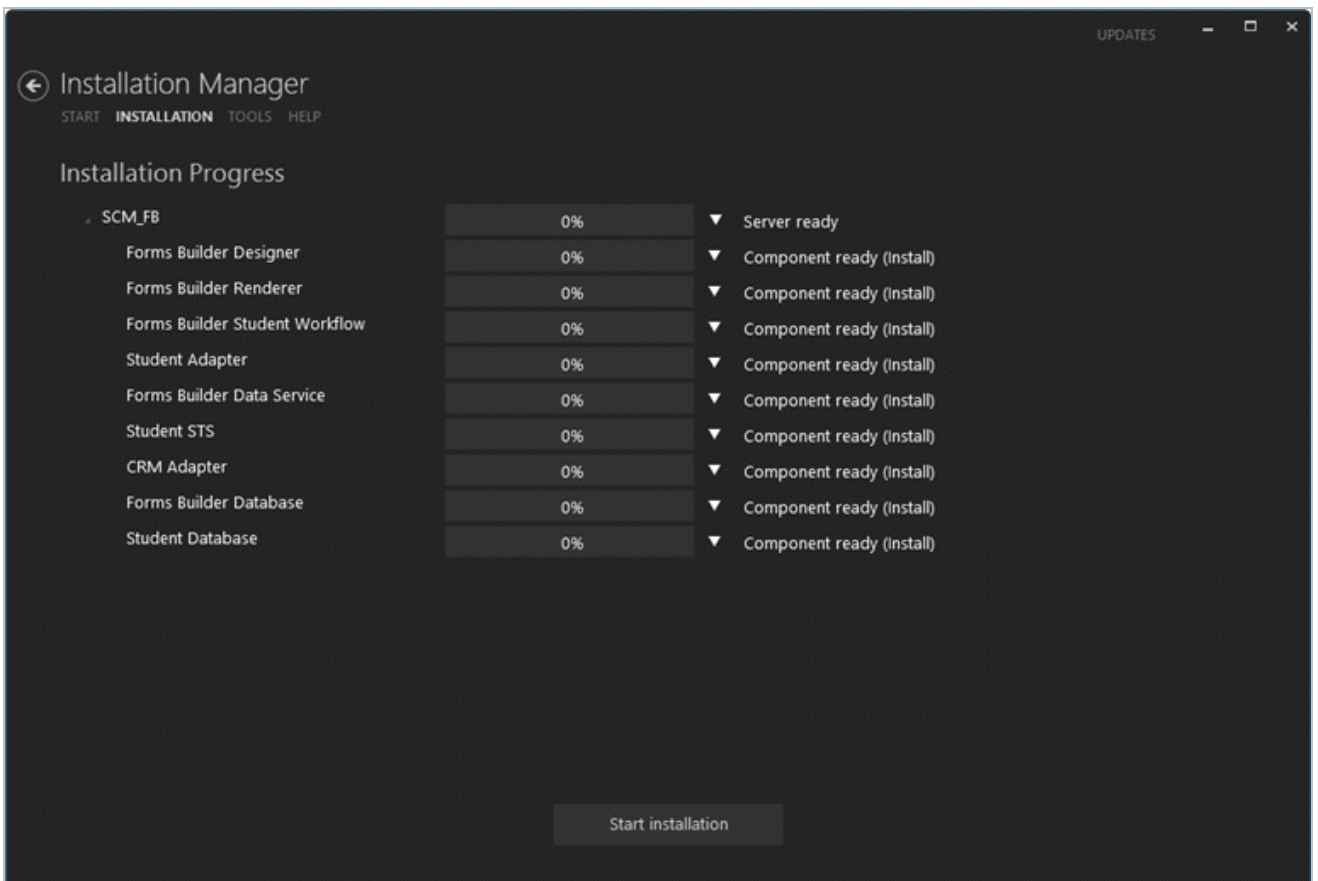 UPDATES
Installation Manager
START INSTALLATION TOOLS HELP
Installation Progress
SCM_FB 0% Server ready
Forms Builder Designer 0% Component ready (Install)
Forms Builder Renderer 0% Component ready (Install)
Forms Builder Student Workflow 0% Component ready (Install)
Student Adapter 0% Component ready (Install)
Forms Builder Data Service 0% Component ready (Install)
Student STS 0% Component ready (Install)
CRM Adapter 0% Component ready (Install)
Forms Builder Database 0% Component ready (Install)
Student Database 0% Component ready (Install)
Start installation